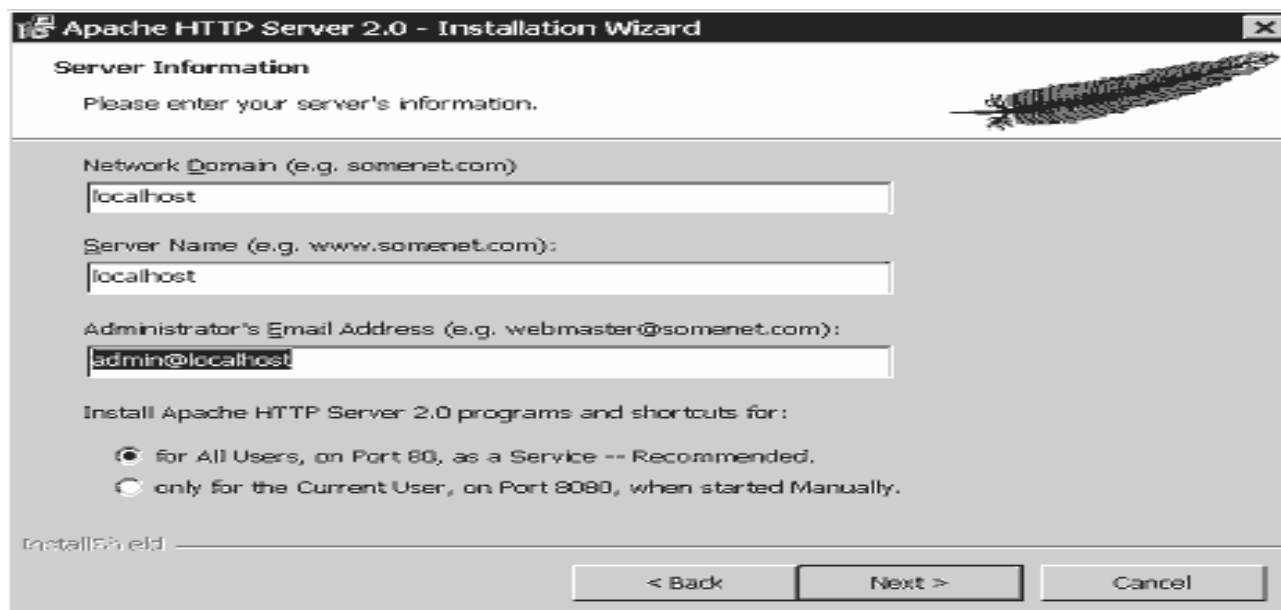 Apache HTTP Server 2.0 - Installation Wizard
Server Information
Please enter your server's information.
Network Domain (e.g. somenet.com)
localhost
Server Name (e.g. www.somenet.com):
localhost
Administrator's Email Address (e.g. webmaster@somenet.com):
admin@localhost
Install Apache HTTP Server 2.0 programs and shortcuts for:
for All Users, on Port 80, as a Service -- Recommended.
only for the Current User, on Port 8080, when started Manually.
InstallShield
< Back Next > Cancel